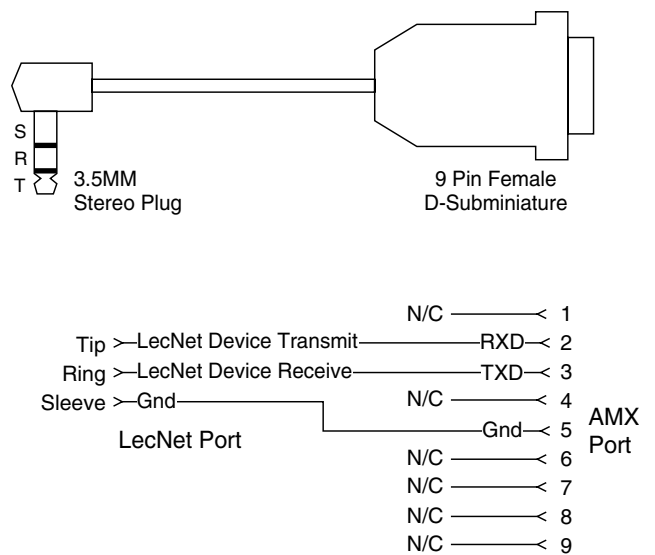 S
R
T
3.5MM
Stereo Plug
9 Pin Female
D-Subminiature
N/C 1
Tip LecNet Device Transmit RXD 2
Ring LecNet Device Receive TXD 3
Sleeve Gnd N/C 4
LecNet Port
Gnd 5
AMX
Port
N/C 6
N/C 7
N/C 8
N/C 9